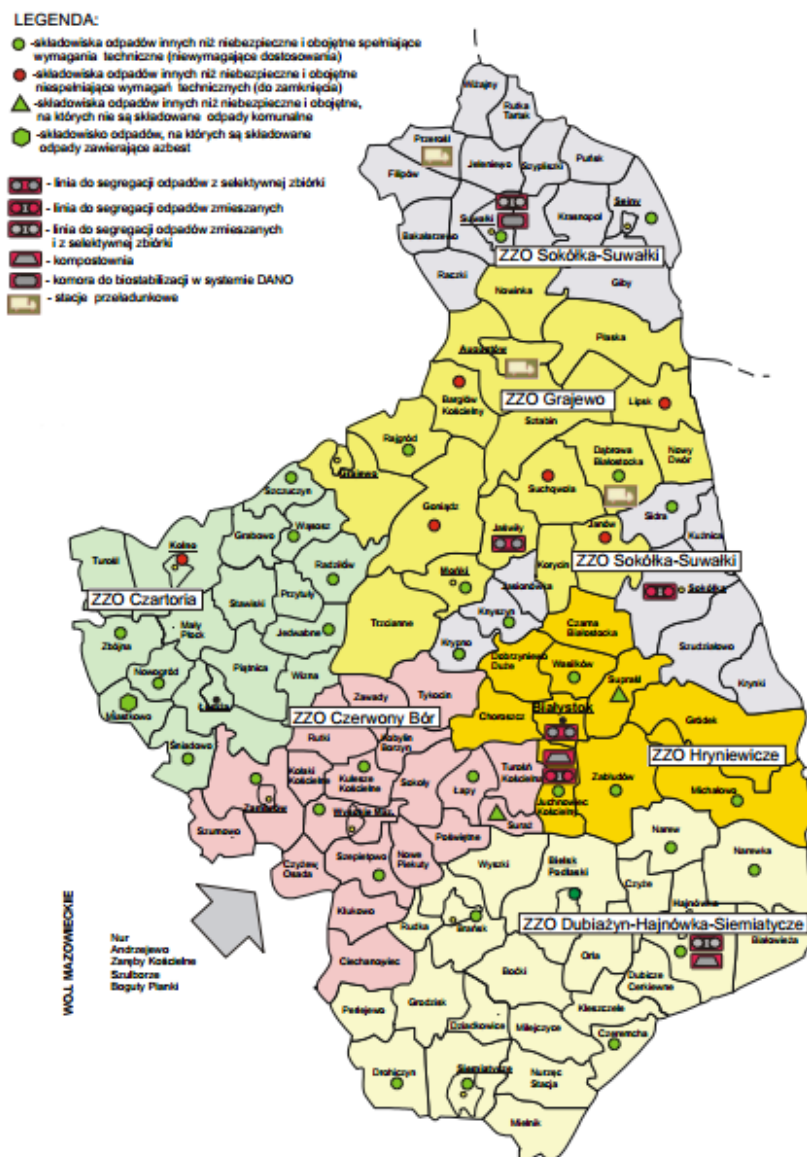 LEGENDA:
-składowiska odpadów innych niż niebezpieczne i obojętne spełniające
wymagania techniczne (niewymagające dostosowania)
-składowiska odpadów innych niż niebezpieczne i obojętne
niespełniające wymagań technicznych (do zamknięcia)
-składowiska odpadów innych niż niebezpieczne i obojętne,
na których nie są składowane odpady komunalne
-składowisko odpadów, na których są składowane
odpady zawierające azbest
- linia do segregacji odpadów z selektywnej zbiórki
- linia do segregacji odpadów zmieszanych
- linia do segregacji odpadów zmieszanych
i z selektywnej zbiórki
- kompostownia
- komora do biostabilizacji w systemie DANO
- stacje przeładunkowe
Wiżajny
Rutka
Tartak
Przerośl
Jeleniewo
Szypliszki
Puńsk
Filipów
Suwałki
Krasnopol
Sejny
Bakałarzewo
ZZO Sokółka-Suwałki
Raczki
Giby
Nowinka
Płaska
Augustów
Bargłów
Kościelny
ZZO Grajewo
Lipsk
Sztabin
Rajgród
Grajewo
Dąbrowa
Białostocka
Nowy
Dwór
Szczuczyn
Suchowola
Goniądz
Sidra
Kuźnica
Kolno
Grabowo
Wąsosz
Jaświły
Janów
Turośl
Radziłów
ZZO Sokółka-Suwałki
Korycin
Mońki
Jasionówka
Sokółka
ZZO Czartoria
Stawiski
Przytuły
Knyszyn
Mały
Płock
Trzcianne
Czarna
Białostocka
Zbójna
Jedwabne
Krypno
Dobrzyniewo
Duże
Wasilków
Szudziałowo
Nowogród
Piątnica
Wizna
Supraśl
Krynki
Miastkowo
Łomża
Zawady
Tykocin
Choroszcz
Białystok
Gródek
ZZO Czerwony Bór
Rutki
Kobylin
Borzyn
ZZO Hryniewicze
Śniadowo
Kołaki
Kościelne
Kulesze
Kościelne
Sokoły
Łapy
Turośń
Kościelna
Zabłudów
Michałowo
Zambrów
Juchnowiec
Kościelny
Szumowo
Wysokie Maz.
Suraż
Poświętne
Narew
Szepietowo
Nowe
Piekuty
Wyszki
Bielsk
Podlaski
Narewka
Czyżew
Osada
Czyże
Klukowo
Hajnówka
Rudka
Brańsk
ZZO Dubiażyn-Hajnówka-Siemiatycze
Białowieża
Ciechanowiec
Orla
Boćki
Dubicze
Cerkiewne
Perlejewo
Grodzisk
Kleszczele
Dziadkowice
Milejczyce
Czeremcha
Drohiczyn
Siemiatycze
Nurzec
Stacja
Mielnik
WOJ. MAZOWIECKIE
Nur
Andrzejewo
Zaręby Kościelne
Szulborze
Boguty Pianki